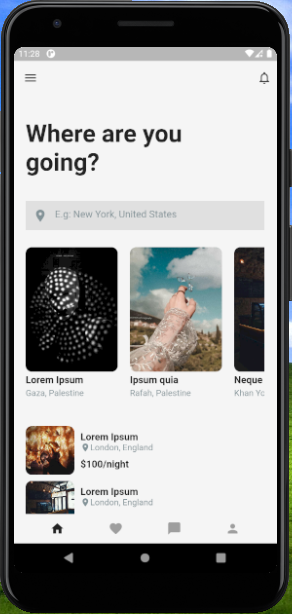 11:28
Where are you
going?
E.g: New York, United States
Lorem Ipsum
Gaza, Palestine
Ipsum quia
Rafah, Palestine
Neque
Khan Yo
Lorem Ipsum
London, England
$100/night
Lorem Ipsum
London, England